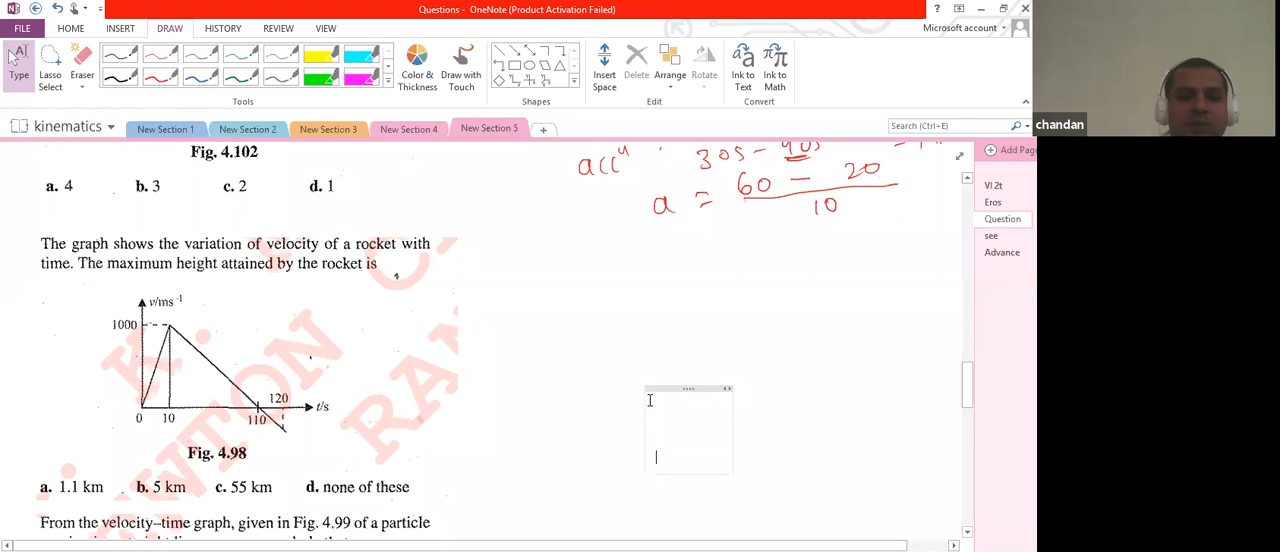 Questions - OneNote (Product Activation Failed)
FILE HOME INSERT DRAW HISTORY REVIEW VIEW
Microsoft account
Type
Lasso Select
Eraser
Color & Thickness
Draw with Touch
Insert Space
Delete
Arrange
Rotate
Ink to Text
Ink to Math
Tools Shapes Edit Convert
kinematics New Section 1 New Section 2 New Section 3 New Section 4 New Section 5
Search (Ctrl+E)
chandan
Add Pag
VI 2t
Eros
Question
see
Advance
Fig. 4.102
a. 4 b. 3 c. 2 d. 1
30s - 40s
a = 60 - 20
10
The graph shows the variation of velocity of a rocket with
time. The maximum height attained by the rocket is
v/ms⁻¹
1000
120
t/s
0 10 110
Fig. 4.98
a. 1.1 km b. 5 km c. 55 km d. none of these
From the velocity–time graph, given in Fig. 4.99 of a particle
K.
NEWTON
RAN